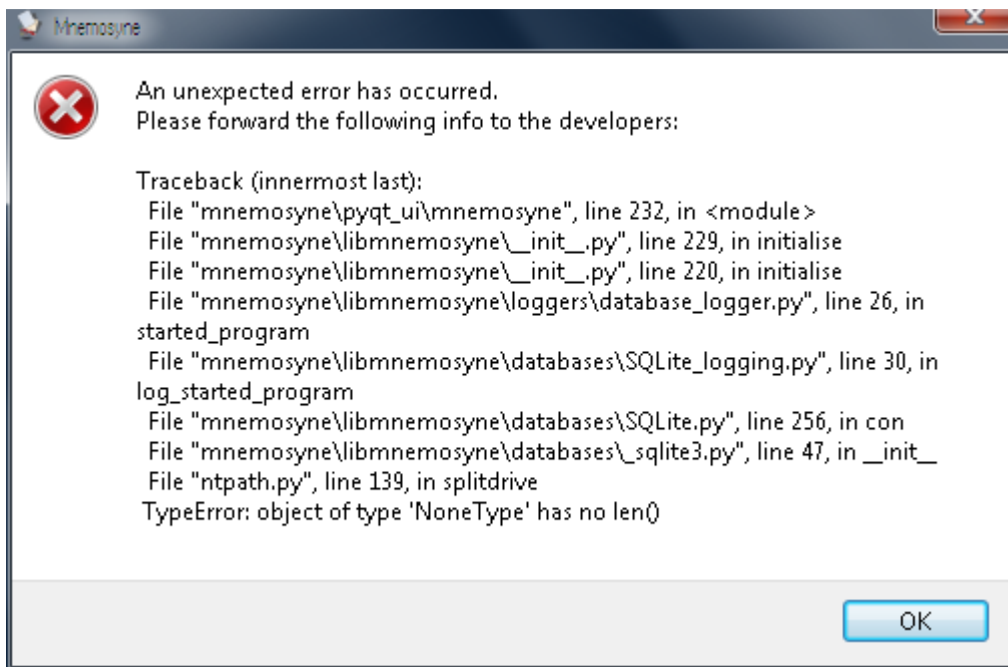 Mnemosyne
An unexpected error has occurred.
Please forward the following info to the developers:
Traceback (innermost last):
File "mnemosyne\pyqt_ui\mnemosyne", line 232, in <module>
File "mnemosyne\libmnemosyne\__init__.py", line 229, in initialise
File "mnemosyne\libmnemosyne\__init__.py", line 220, in initialise
File "mnemosyne\libmnemosyne\loggers\database_logger.py", line 26, in
started_program
File "mnemosyne\libmnemosyne\databases\SQLite_logging.py", line 30, in
log_started_program
File "mnemosyne\libmnemosyne\databases\SQLite.py", line 256, in con
File "mnemosyne\libmnemosyne\databases\_sqlite3.py", line 47, in __init__
File "ntpath.py", line 139, in splitdrive
TypeError: object of type 'NoneType' has no len()
OK